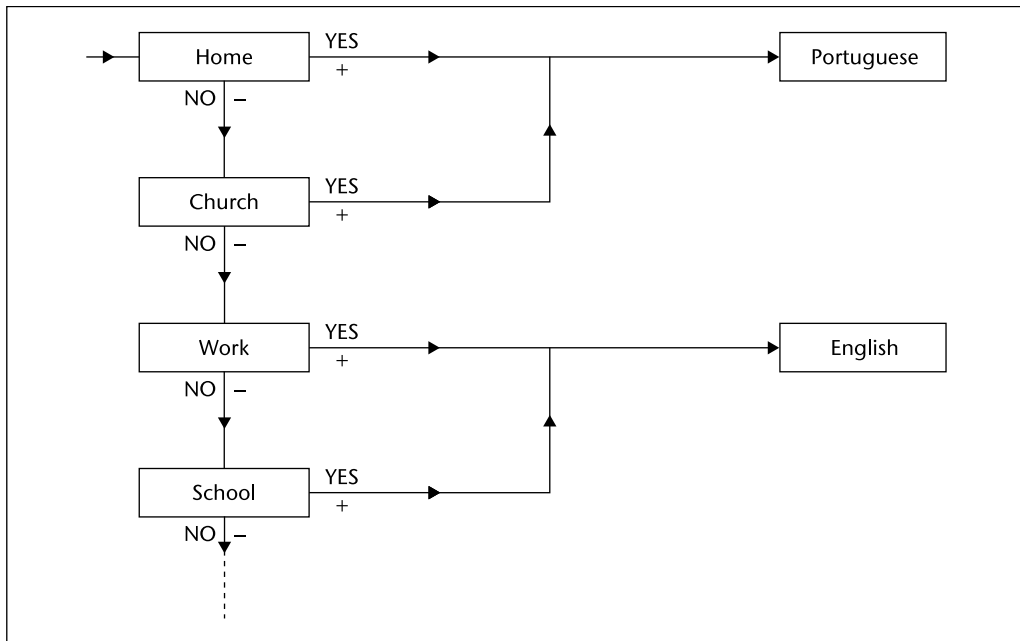 Home
YES
+
Portuguese
NO –
Church
YES
+
NO –
Work
YES
+
English
NO –
School
YES
+
NO –